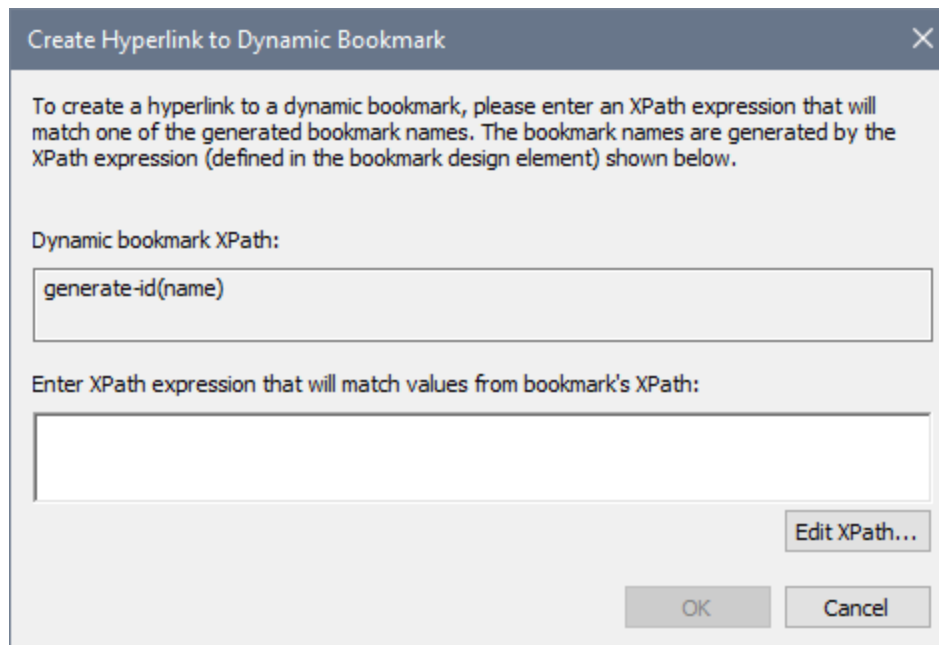 Create Hyperlink to Dynamic Bookmark
To create a hyperlink to a dynamic bookmark, please enter an XPath expression that will
match one of the generated bookmark names. The bookmark names are generated by the
XPath expression (defined in the bookmark design element) shown below.
Dynamic bookmark XPath:
generate-id(name)
Enter XPath expression that will match values from bookmark's XPath:
Edit XPath...
OK
Cancel